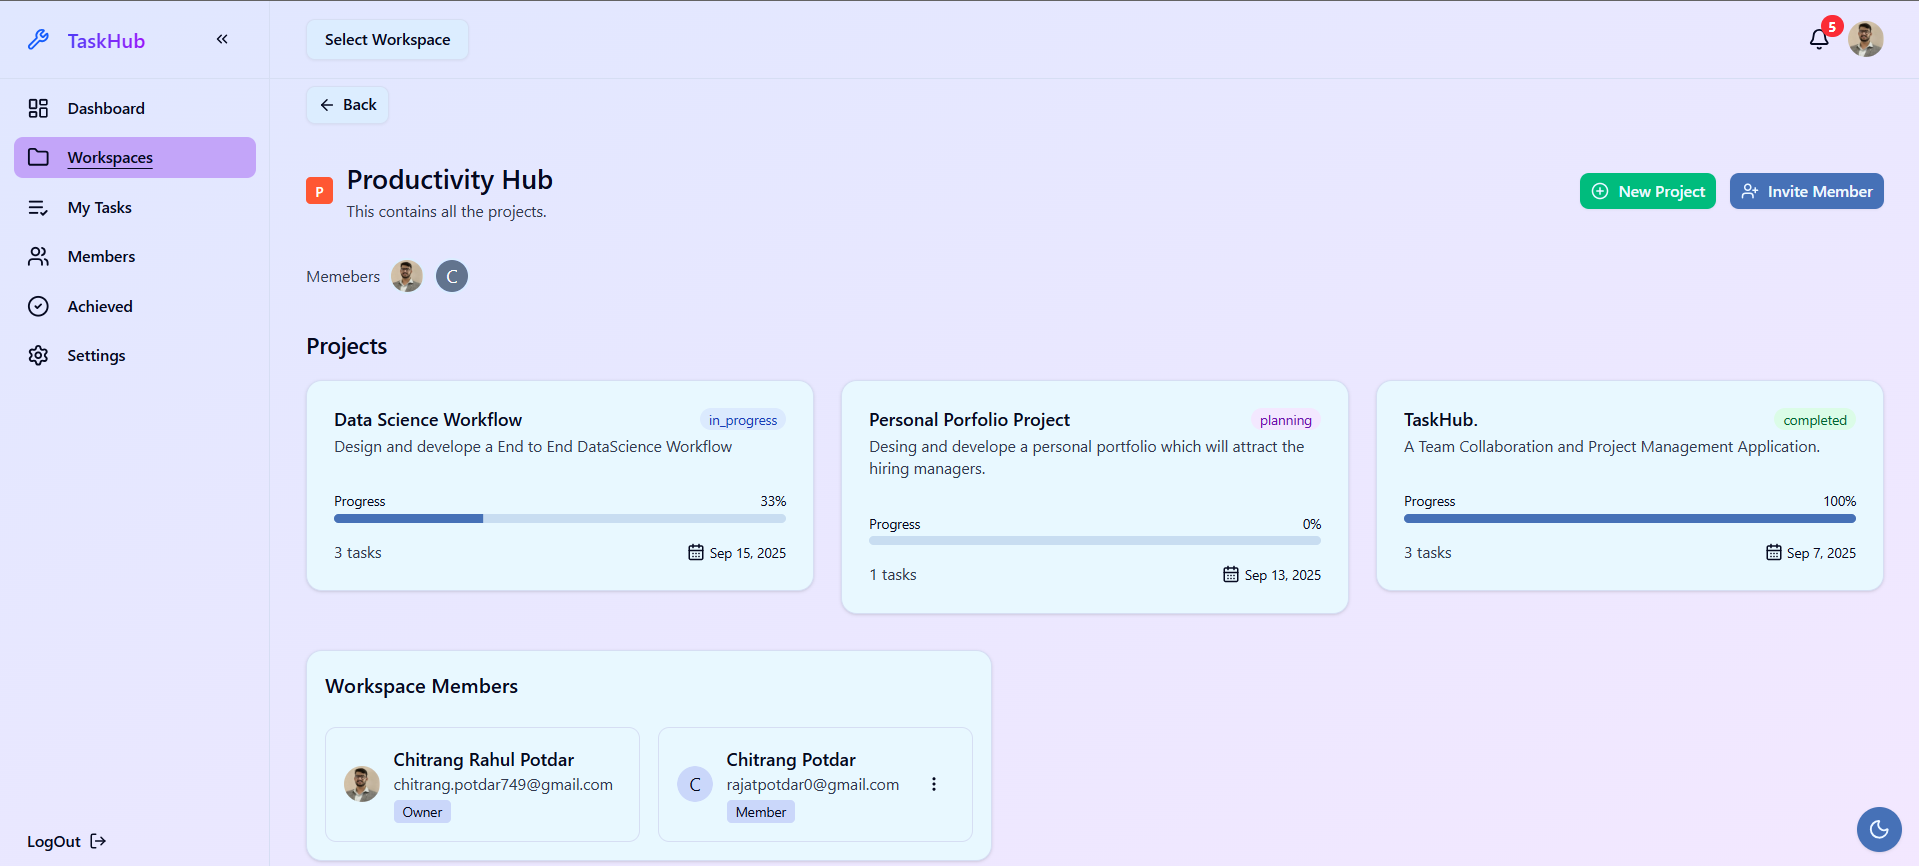 TaskHub
Select Workspace
5
Dashboard
Workspaces
My Tasks
Members
Achieved
Settings
LogOut
Back
P
Productivity Hub
This contains all the projects.
New Project
Invite Member
Memebers
C
Projects
Data Science Workflow
in_progress
Design and develope a End to End DataScience Workflow
Progress
33%
3 tasks
Sep 15, 2025
Personal Porfolio Project
planning
Desing and develope a personal portfolio which will attract the
hiring managers.
Progress
0%
1 tasks
Sep 13, 2025
TaskHub.
completed
A Team Collaboration and Project Management Application.
Progress
100%
3 tasks
Sep 7, 2025
Workspace Members
Chitrang Rahul Potdar
chitrang.potdar749@gmail.com
Owner
C
Chitrang Potdar
rajatpotdar0@gmail.com
Member